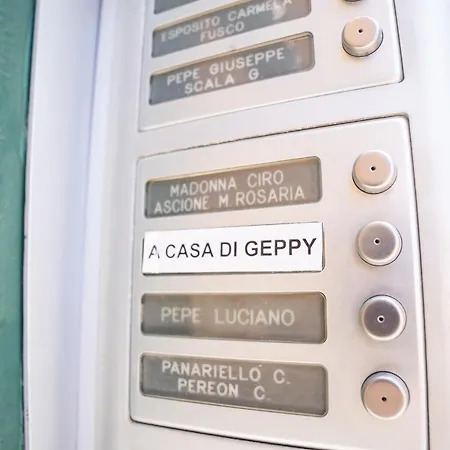 ESPOSITO CARMELA
FUSCO
PEPE GIUSEPPE
SCALA G
MADONNA CIRO
ASCIONE M.ROSARIA
A CASA DI GEPPY
PEPE LUCIANO
PANARIELLO C.
PEREON C.